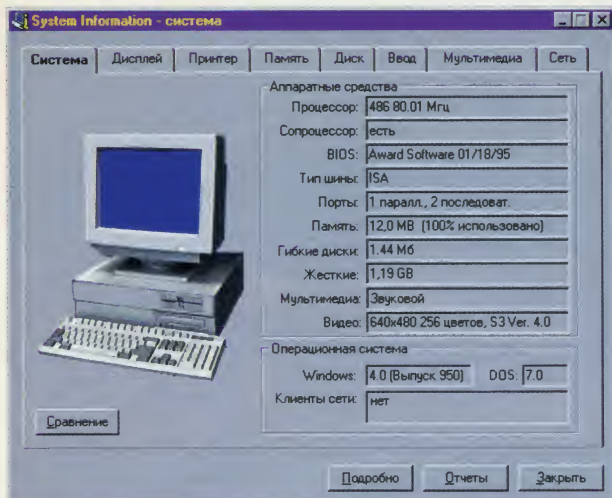 System Information - система
Система Дисплей Принтер Память Диск Ввод Мультимедиа Сеть
Аппаратные средства
Процессор: 486 80.01 Мгц
Сопроцессор: есть
BIOS: Award Software 01/18/95
Тип шины: ISA
Порты: 1 паралл., 2 последоват.
Память: 12,0 MB (100% использовано)
Гибкие диски: 1.44 Мб
Жесткие: 1,19 GB
Мультимедиа: Звуковой
Видео: 640x480 256 цветов, S3 Ver. 4.0
Операционная система
Windows: 4.0 (Выпуск 950) DOS: 7.0
Клиенты сети: нет
Сравнение
Подробно Отчеты Закрыть